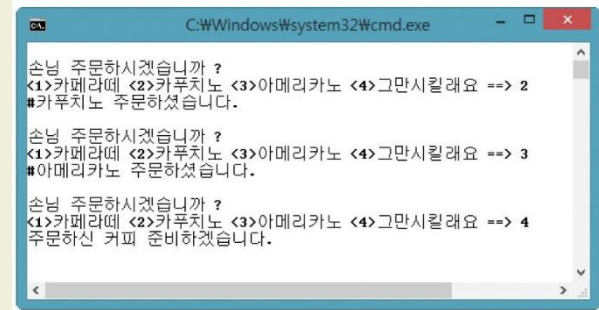 C:₩Windows₩system32₩cmd.exe
손님 주문하시겠습니까 ?
<1>카페라떼 <2>카푸치노 <3>아메리카노 <4>그만시킬래요 ==> 2
#카푸치노 주문하셨습니다.
손님 주문하시겠습니까 ?
<1>카페라떼 <2>카푸치노 <3>아메리카노 <4>그만시킬래요 ==> 3
#아메리카노 주문하셨습니다.
손님 주문하시겠습니까 ?
<1>카페라떼 <2>카푸치노 <3>아메리카노 <4>그만시킬래요 ==> 4
주문하신 커피 준비하겠습니다.